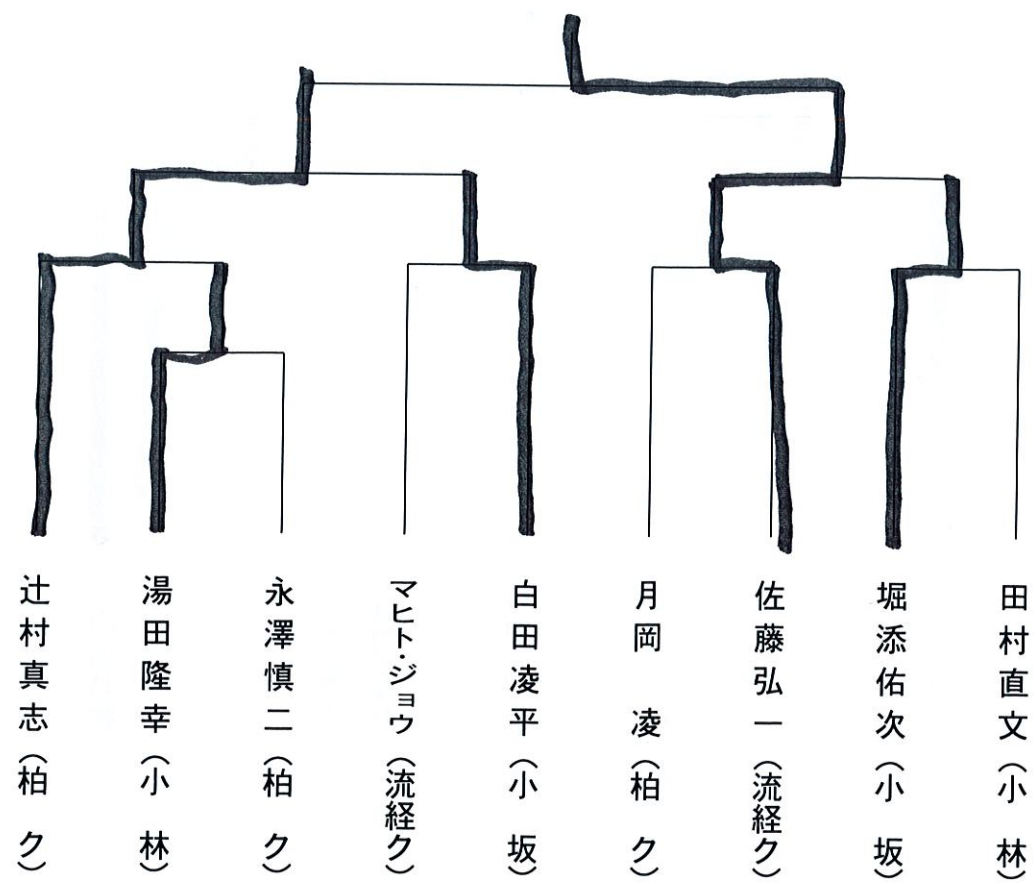 辻村真志（柏　ク）
湯田隆幸（小　林）
永澤慎二（柏　ク）
マヒト・ジョウ（流経ク）
白田凌平（小　坂）
月岡　凌（柏　ク）
佐藤弘一（流経ク）
堀添佑次（小　坂）
田村直文（小　林）